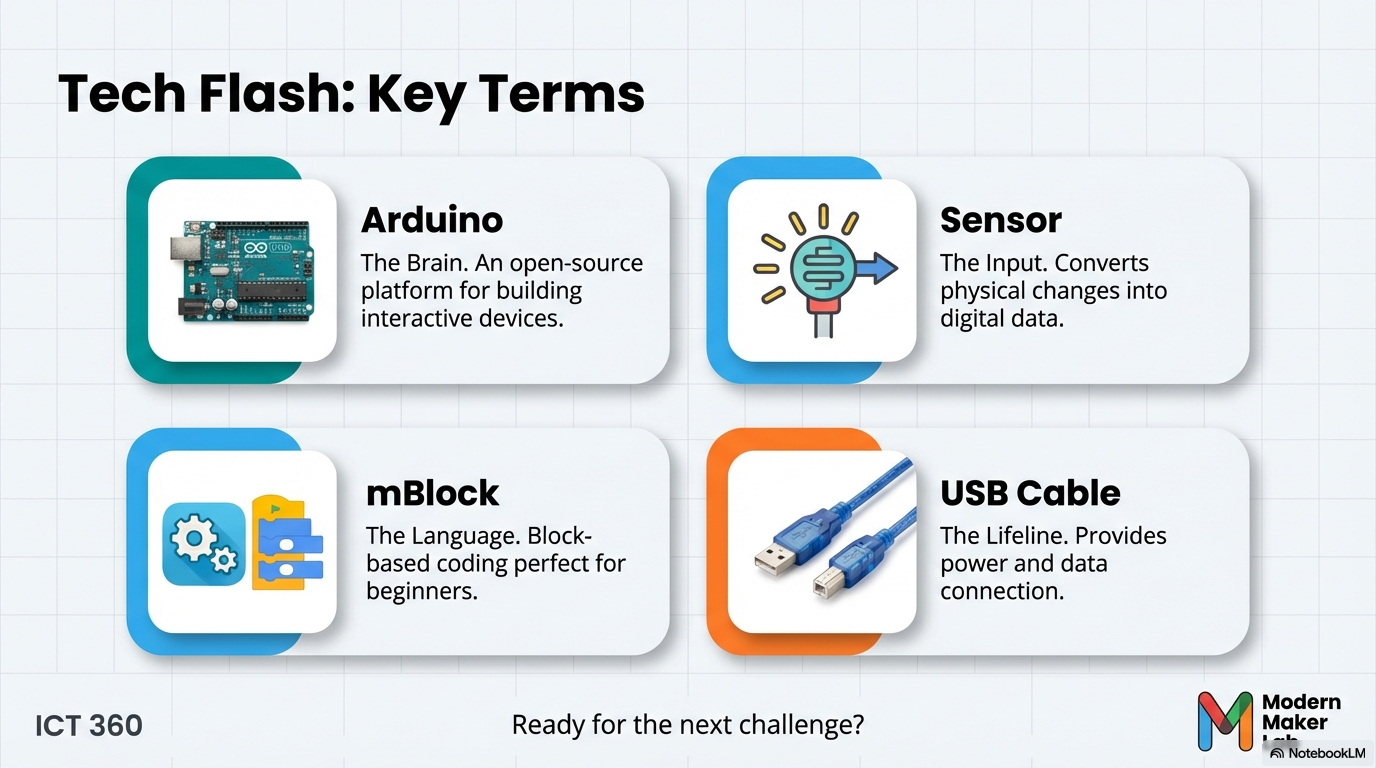 Tech Flash: Key Terms
Arduino
The Brain. An open-source
platform for building
interactive devices.
Sensor
The Input. Converts
physical changes into
digital data.
mBlock
The Language. Block-
based coding perfect for
beginners.
USB Cable
The Lifeline. Provides
power and data
connection.
ICT 360
Ready for the next challenge?
Modern
Maker
Lab
NotebookLM